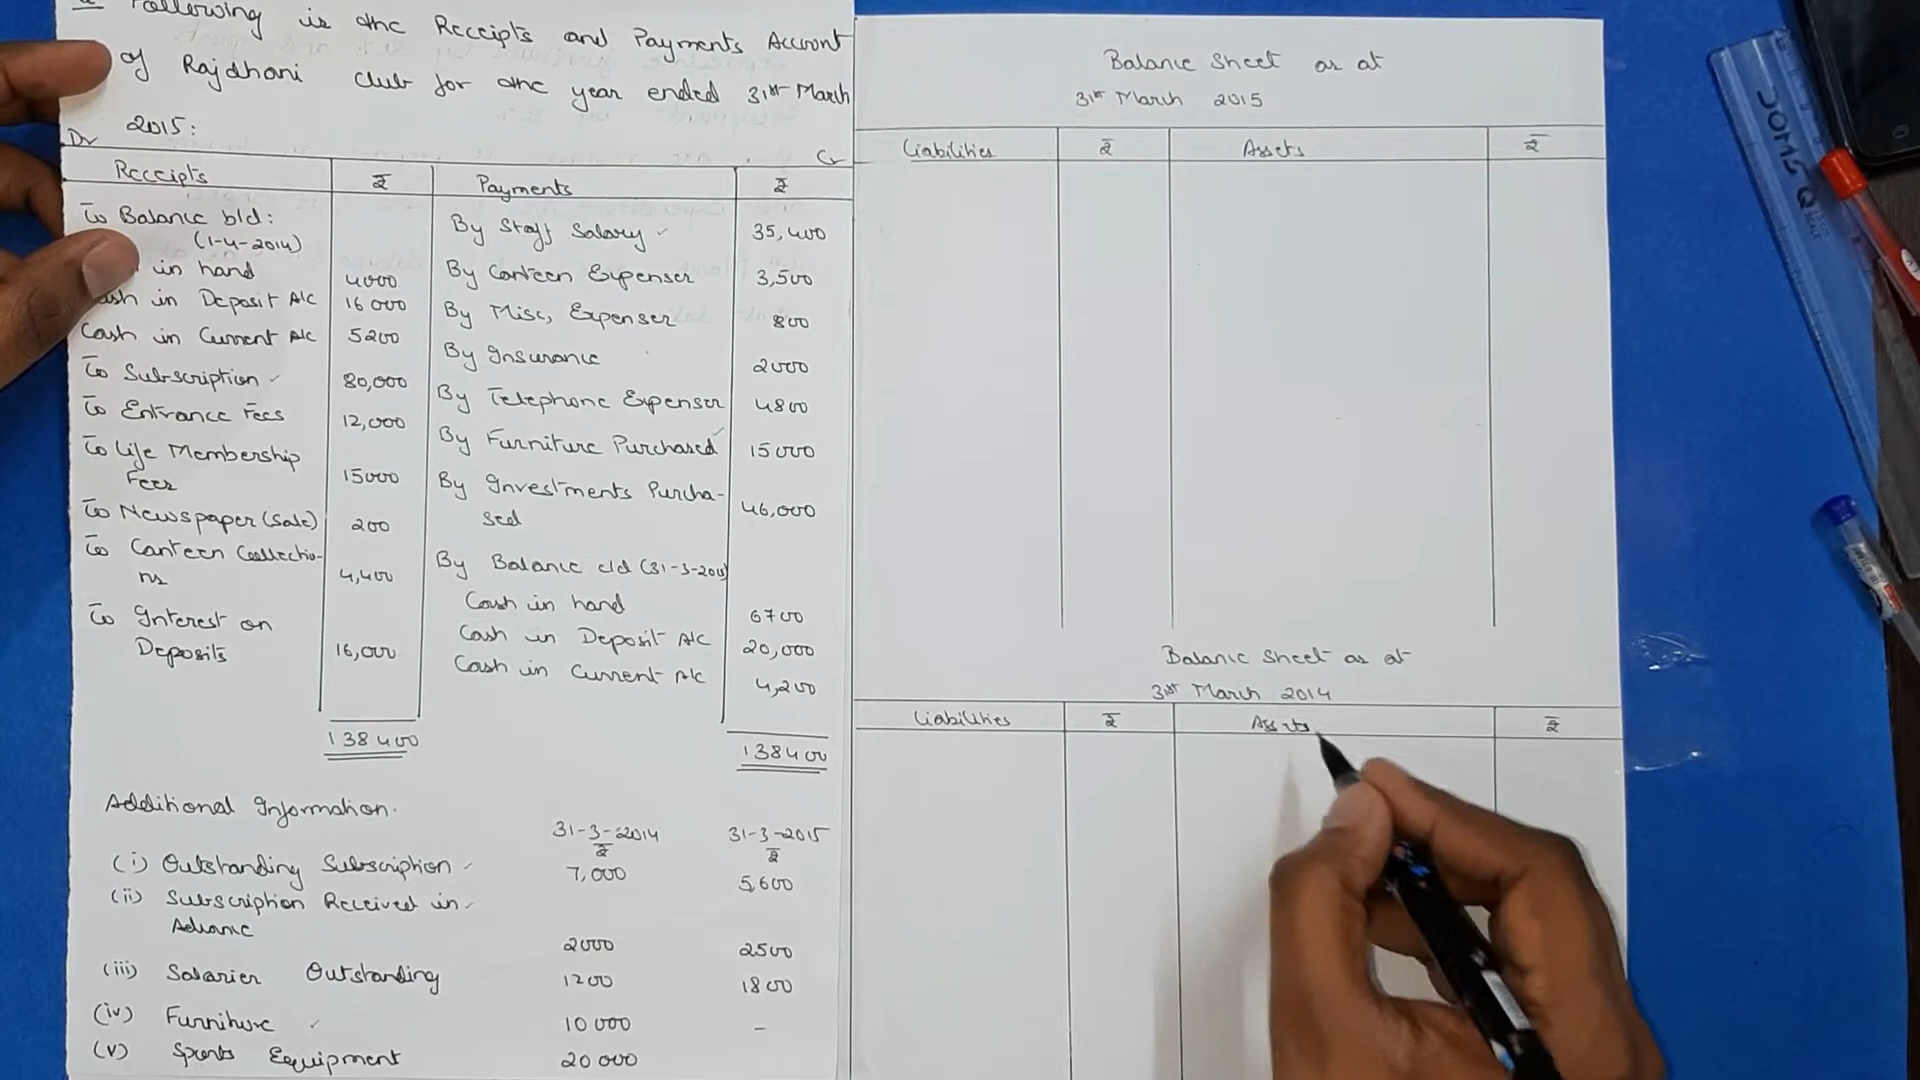 Following is the Receipts and Payments Account
of Rajdhani club for the year ended 31st March
2015:
Dr Cr
Receipts ₹ Payments ₹
To Balance b/d: By Staff Salary ✓ 35,400
(1-4-2014)
in hand 4000 By Canteen Expenses 3,500
Cash in Deposit A/c 16000 By Misc, Expenses 800
Cash in Current A/c 5200 By Insurance 2000
To Subscription ✓ 80,000 By Telephone Expenses 4800
To Entrance Fees 12,000 By Furniture Purchased ✓ 15000
To Life Membership
Fees 15000 By Investments Purcha-
sed 46,000
To Newspaper (Sale) 200
To Canteen Collectio-
ns 4,400 By Balance c/d (31-3-2015)
Cash in hand 6700
To Interest on
Deposits 16,000 Cash in Deposit A/c 20,000
Cash in Current A/c 4,200
138400 138400
Additional Information.
31-3-2014 31-3-2015
₹ ₹
(i) Outstanding Subscription ✓ 7,000 5,600
(ii) Subscription Received in ✓
Advance 2000 2500
(iii) Salaries Outstanding 1200 1800
(iv) Furniture ✓ 10000 –
(v) Sports Equipment 20000
Balance Sheet as at
31st March 2015
Liabilities ₹ Assets ₹
Balance Sheet as at
31st March 2014
Liabilities ₹ Assets ₹
DOMS